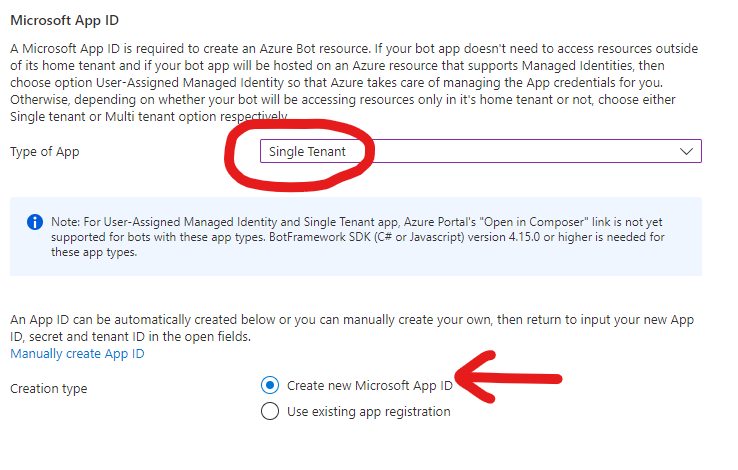 Microsoft App ID
A Microsoft App ID is required to create an Azure Bot resource. If your bot app doesn't need to access resources outside
of its home tenant and if your bot app will be hosted on an Azure resource that supports Managed Identities, then
choose option User-Assigned Managed Identity so that Azure takes care of managing the App credentials for you.
Otherwise, depending on whether your bot will be accessing resources only in it's home tenant or not, choose either
Single tenant or Multi tenant option respectively.
Type of App
Single Tenant
Note: For User-Assigned Managed Identity and Single Tenant app, Azure Portal's "Open in Composer" link is not yet
supported for bots with these app types. BotFramework SDK (C# or Javascript) version 4.15.0 or higher is needed for
these app types.
An App ID can be automatically created below or you can manually create your own, then return to input your new App
ID, secret and tenant ID in the open fields.
Manually create App ID
Creation type
Create new Microsoft App ID
Use existing app registration